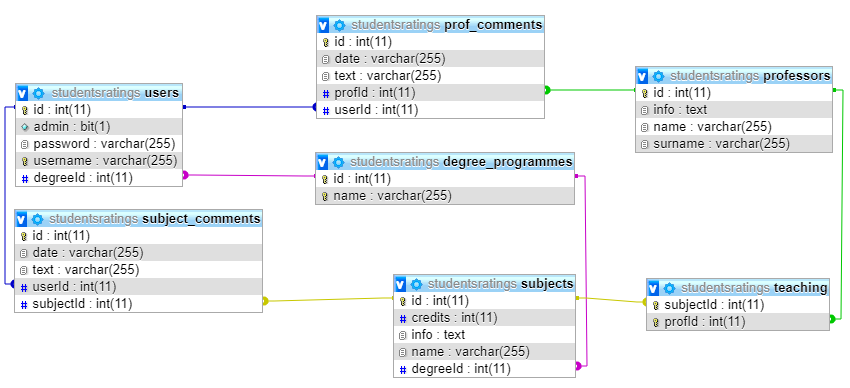 studentsratings prof_comments
id : int(11)
date : varchar(255)
text : varchar(255)
profId : int(11)
userId : int(11)
studentsratings professors
id : int(11)
info : text
name : varchar(255)
surname : varchar(255)
studentsratings users
id : int(11)
admin : bit(1)
password : varchar(255)
username : varchar(255)
degreeId : int(11)
studentsratings degree_programmes
id : int(11)
name : varchar(255)
studentsratings subject_comments
id : int(11)
date : varchar(255)
text : varchar(255)
userId : int(11)
subjectId : int(11)
studentsratings subjects
id : int(11)
credits : int(11)
info : text
name : varchar(255)
degreeId : int(11)
studentsratings teaching
subjectId : int(11)
profId : int(11)